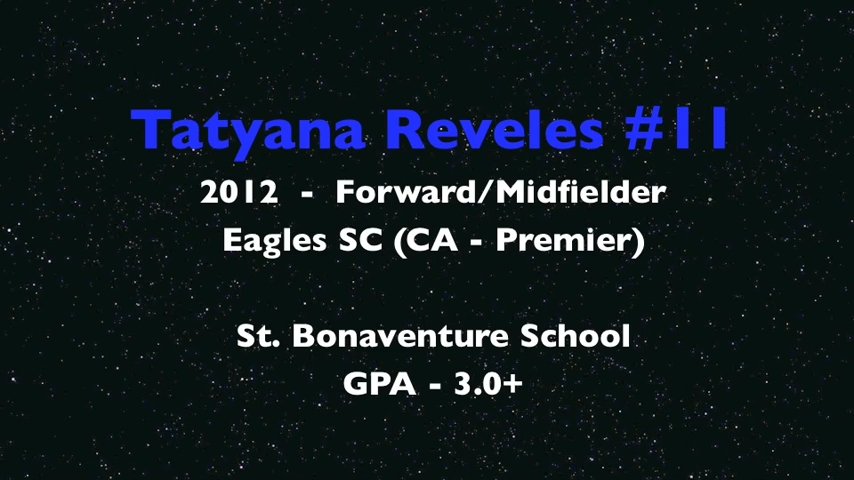 Tatyana Reveles #11
2012 - Forward/Midfielder
Eagles SC (CA - Premier)
St. Bonaventure School
GPA - 3.0+